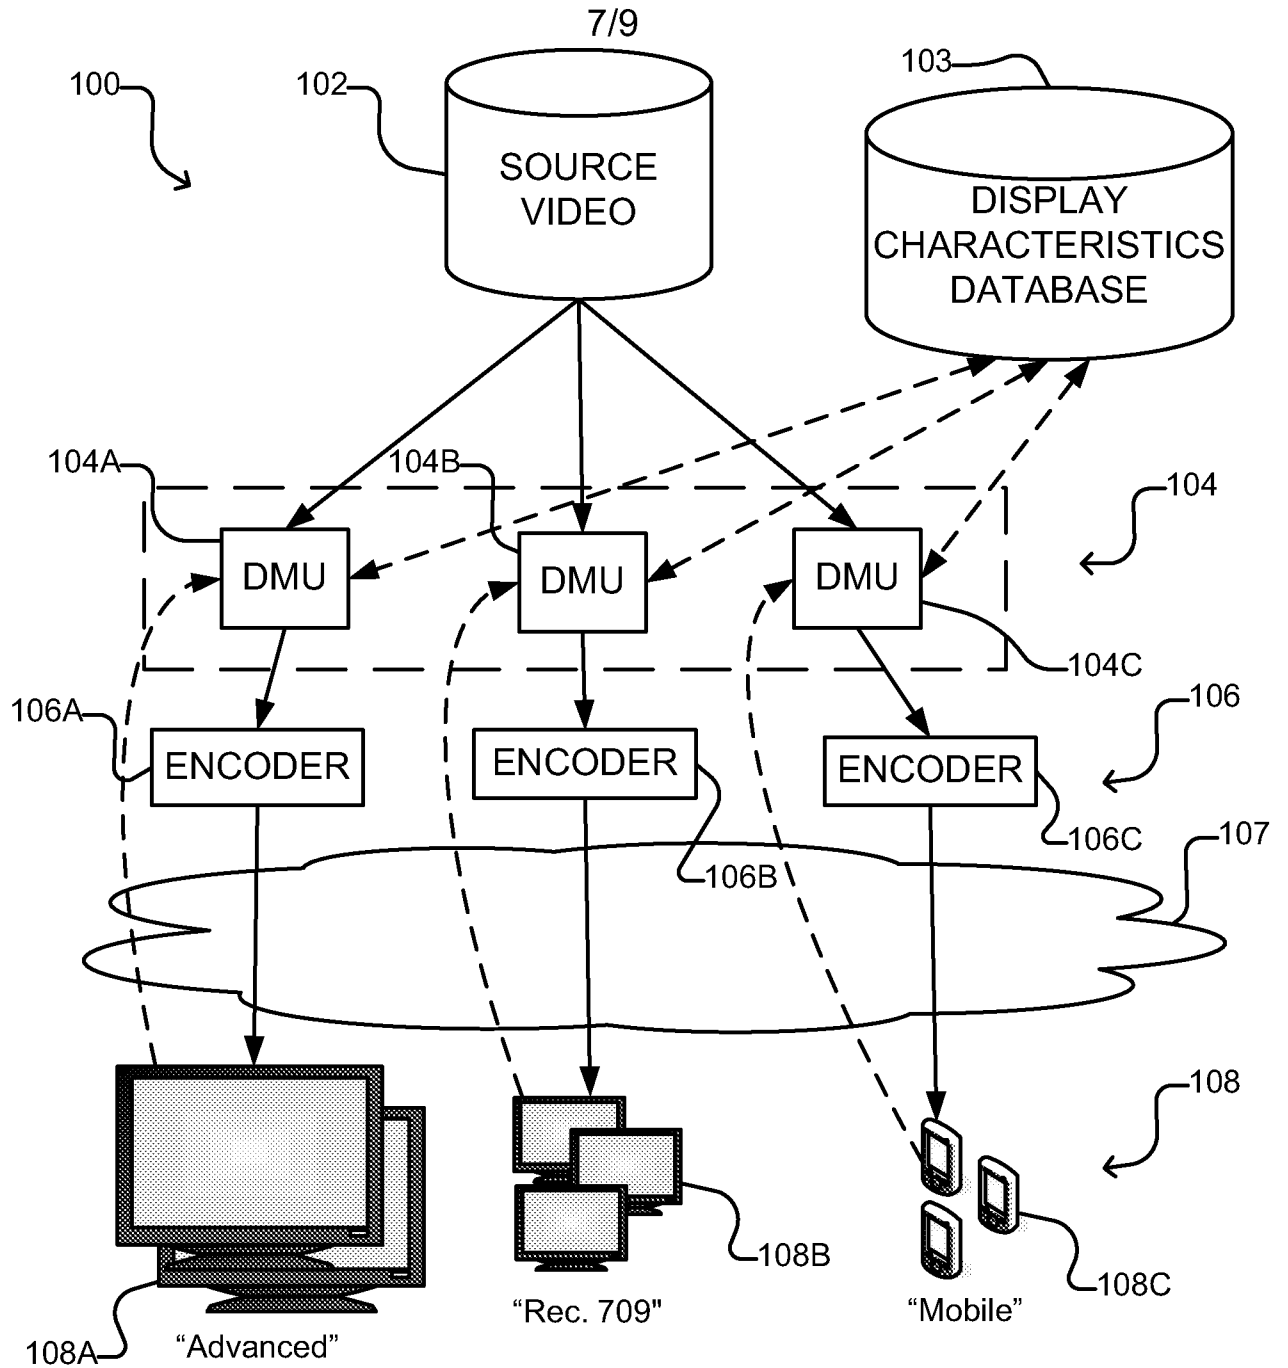 7/9
100
102
103
SOURCE
VIDEO
DISPLAY
CHARACTERISTICS
DATABASE
104A
104B
104
DMU
DMU
DMU
104C
106A
106
ENCODER
ENCODER
ENCODER
107
106C
106B
108
108B
108C
"Rec. 709"
"Mobile"
108A
"Advanced"